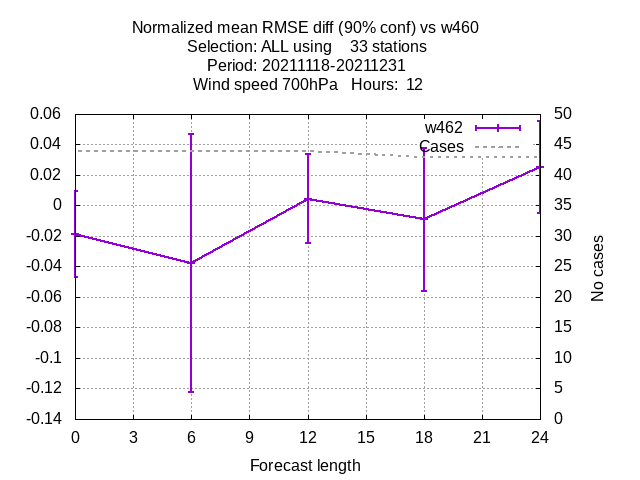 Normalized mean RMSE diff (90% conf) vs w460
Selection: ALL using    33 stations
Period: 20211118-20211231
Wind speed 700hPa   Hours:  12
w462
Cases
0.06
0.04
0.02
0
-0.02
-0.04
-0.06
-0.08
-0.1
-0.12
-0.14
50
45
40
35
30
25
20
15
10
5
0
No cases
0 3 6 9 12 15 18 21 24
Forecast length